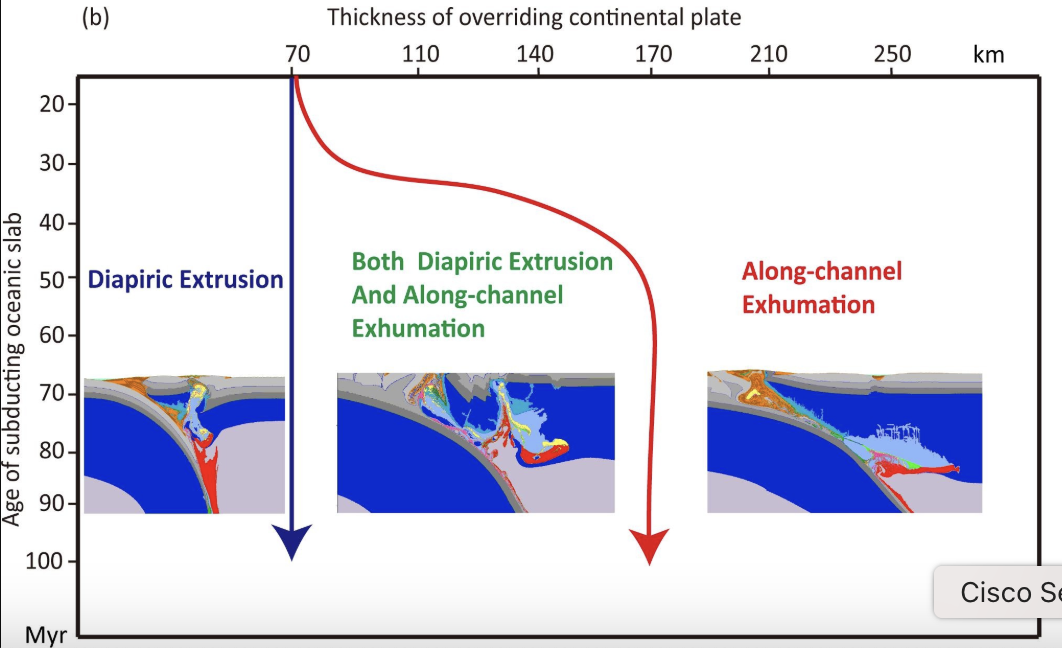 (b)
Thickness of overriding continental plate
70 110 140 170 210 250 km
Age of subducting oceanic slab
20
30
40
50
60
70
80
90
100
Myr
Diapiric Extrusion
Both Diapiric Extrusion
And Along-channel
Exhumation
Along-channel
Exhumation
Cisco Se